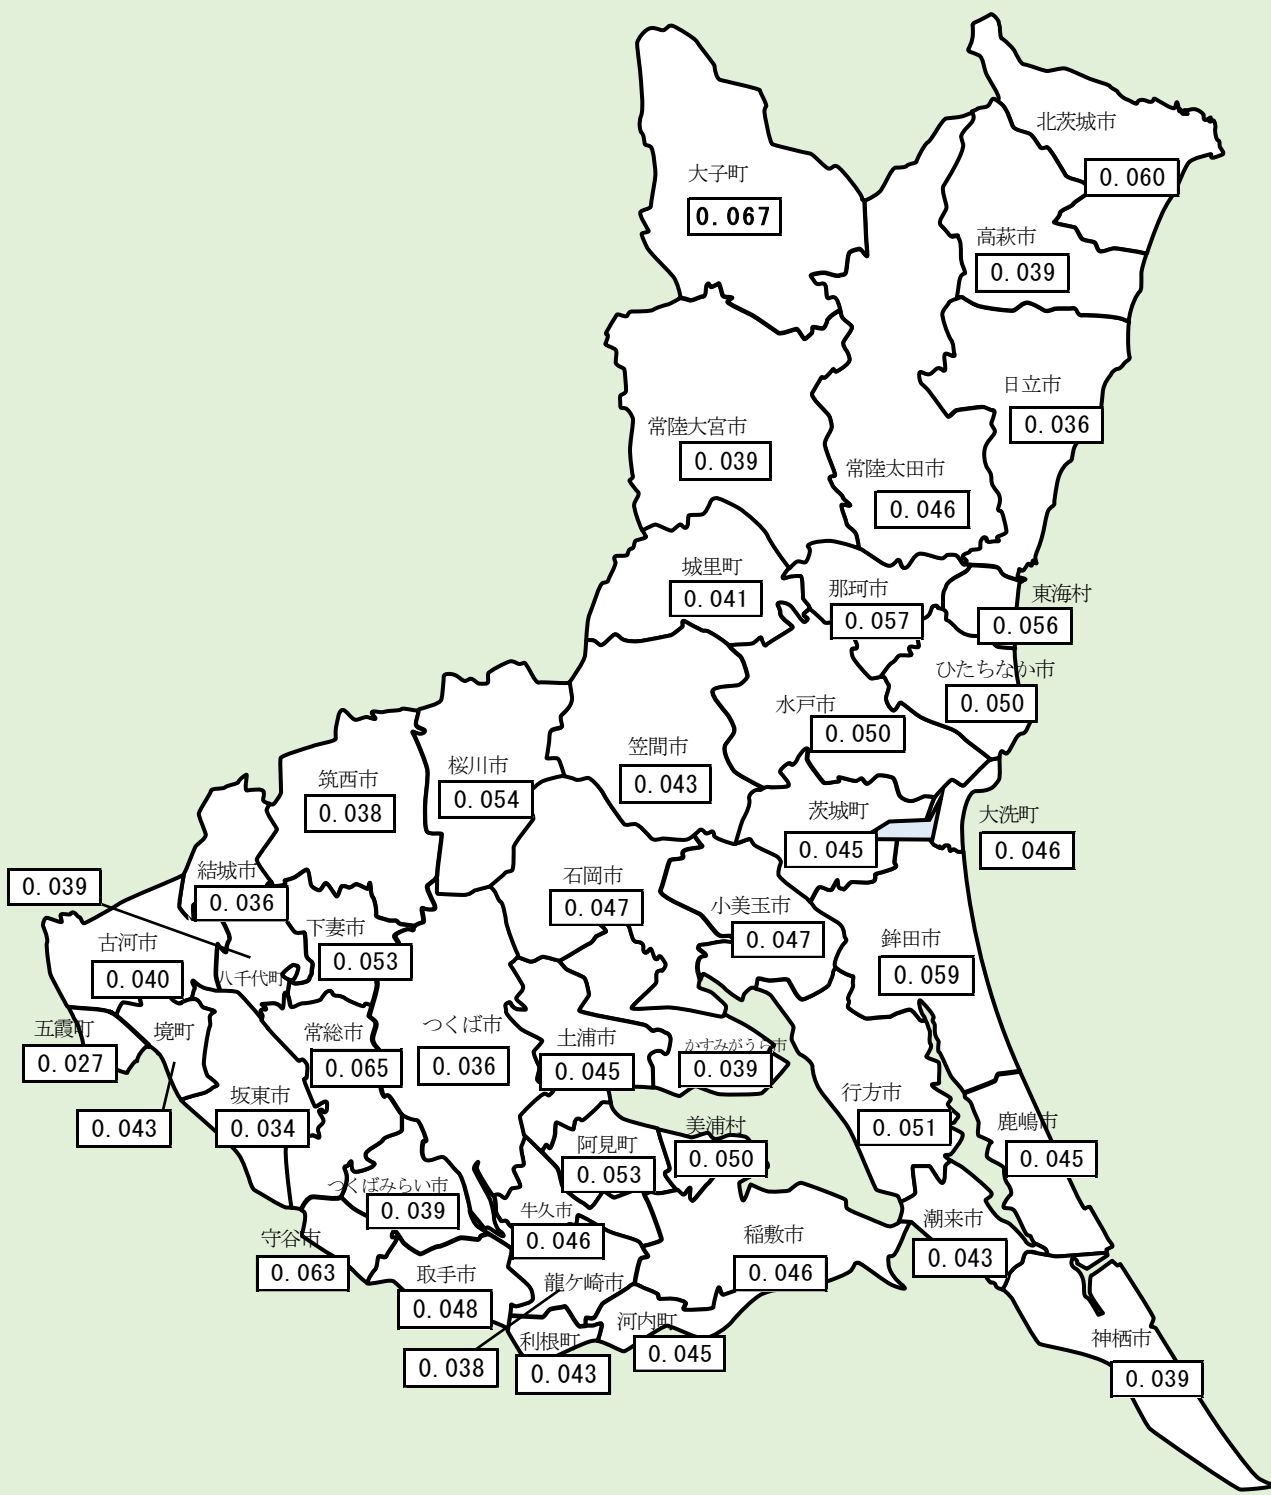 北茨城市
0.060
大子町
0.067
高萩市
0.039
日立市
0.036
常陸大宮市
0.039
常陸太田市
0.046
城里町
0.041
那珂市
0.057
東海村
0.056
ひたちなか市
0.050
水戸市
0.050
笠間市
0.043
桜川市
0.054
筑西市
0.038
茨城町
0.045
大洗町
0.046
結城市
0.036
0.039
石岡市
0.047
小美玉市
0.047
下妻市
0.053
古河市
0.040
八千代町
鉾田市
0.059
五霞町
0.027
境町
0.043
常総市
0.065
つくば市
0.036
土浦市
0.045
かすみがうら市
0.039
坂東市
0.034
行方市
0.051
鹿嶋市
0.045
美浦村
0.050
阿見町
0.053
つくばみらい市
0.039
牛久市
0.046
守谷市
0.063
取手市
0.048
龍ケ崎市
0.038
稲敷市
0.046
潮来市
0.043
利根町
0.043
河内町
0.045
神栖市
0.039